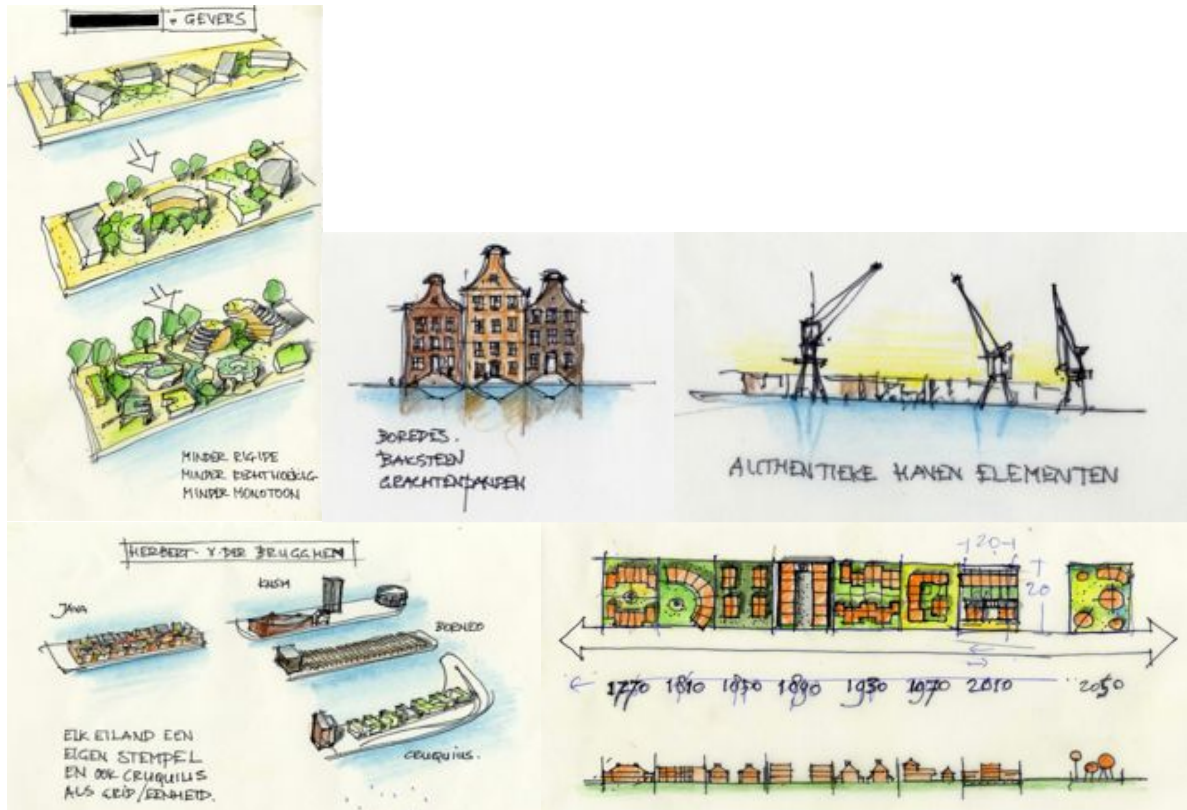 - GEVERS
MINDER RIGIDE
MINDER RECHTHOEKIG
MINDER MONOTOON
BAKSTEEN
GRACHTENPANDEN
AUTHENTIEKE HAVEN ELEMENTEN
HERBERT V. DER BRUGGHEN
JAVA
KNSM
BORNEO
CRUQUIUS.
ELK EILAND EEN
EIGEN STEMPEL
EN OOK CRUQUIUS
ALS GRID/EENHEID.
20
20
1770 1810 1850 1890 1930 1970 2010 2050